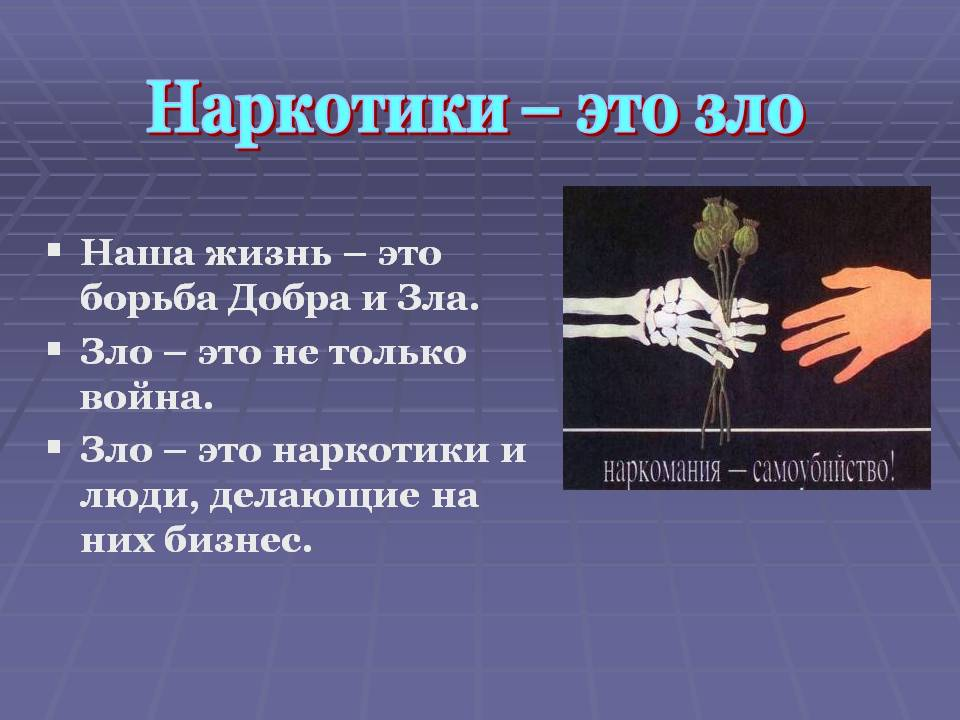 Наркотики – это зло
▪ Наша жизнь – это
борьба Добра и Зла.
▪ Зло – это не только
война.
▪ Зло – это наркотики и
люди, делающие на
них бизнес.
наркомания – самоубийство!